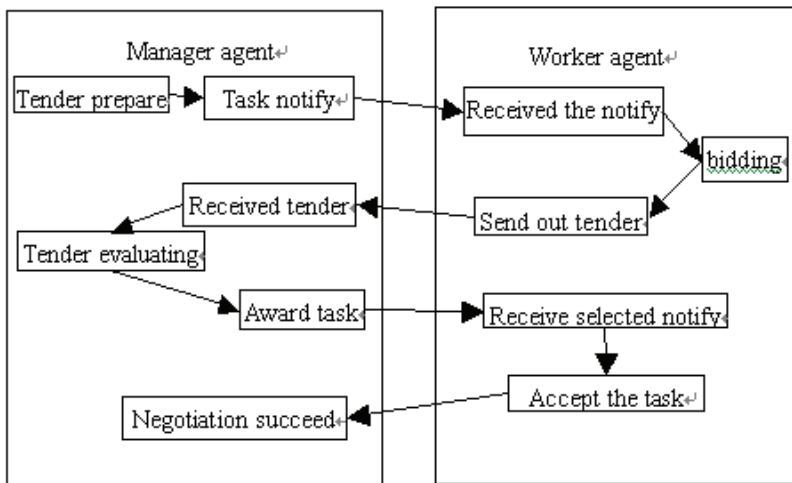 Manager agent
Worker agent
Tender prepare
Task notify
Received the notify
bidding
Received tender
Send out tender
Tender evaluating
Award task
Receive selected notify
Accept the task
Negotiation succeed